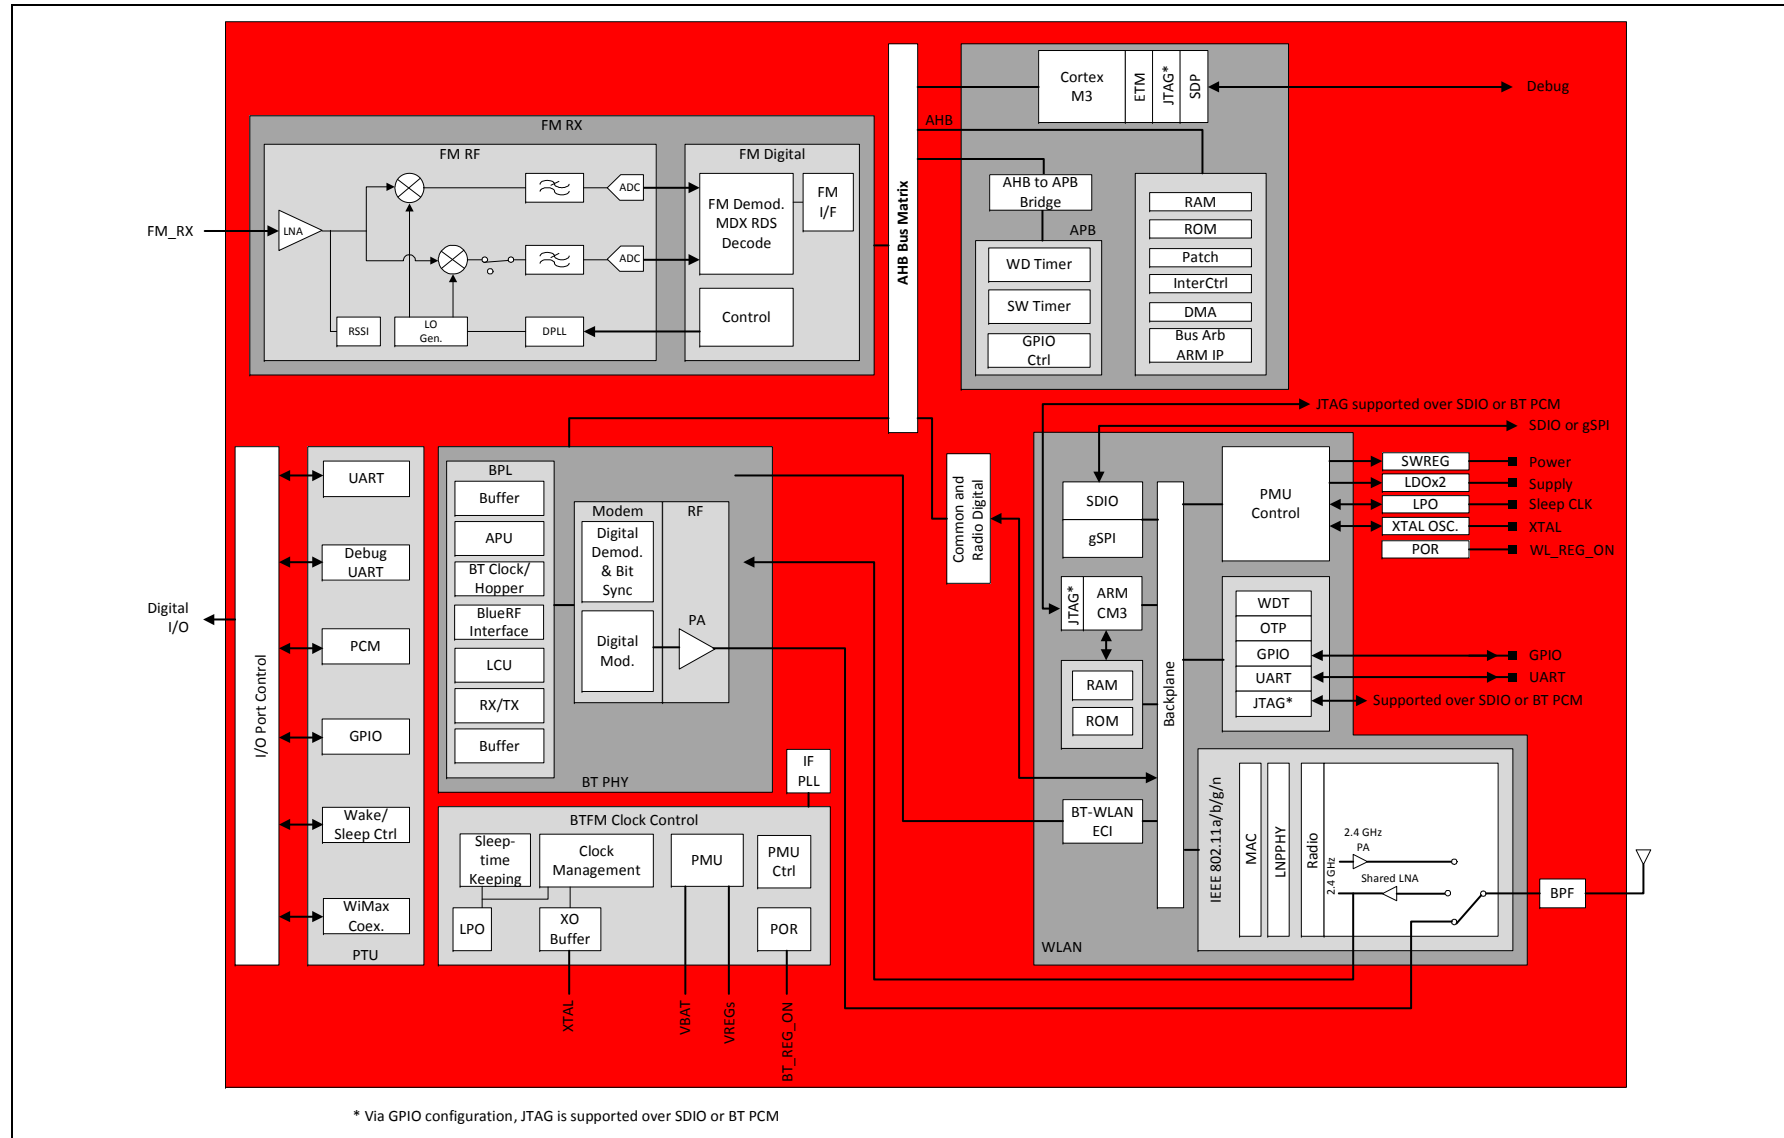 Cortex
M3
ETM
JTAG*
SDP
Debug
FM RX
AHB
FM RF
FM Digital
ADC
FM Demod.
MDX RDS
Decode
FM
I/F
AHB to APB
Bridge
RAM
ROM
Patch
InterCtrl
DMA
Bus Arb
ARM IP
APB
WD Timer
SW Timer
GPIO
Ctrl
FM_RX
LNA
ADC
AHB Bus Matrix
RSSI
LO
Gen.
DPLL
Control
JTAG supported over SDIO or BT PCM
SDIO or gSPI
I/O Port Control
Digital
I/O
UART
Debug
UART
PCM
GPIO
Wake/
Sleep Ctrl
WiMax
Coex.
PTU
BPL
Buffer
APU
BT Clock/
Hopper
BlueRF
Interface
LCU
RX/TX
Buffer
Modem
Digital
Demod.
& Bit
Sync
Digital
Mod.
RF
PA
BT PHY
IF
PLL
Common and
Radio Digital
SDIO
gSPI
JTAG*
ARM
CM3
RAM
ROM
BT-WLAN
ECI
Backplane
WLAN
PMU
Control
SWREG
Power
LDOx2
Supply
LPO
Sleep CLK
XTAL OSC.
XTAL
POR
WL_REG_ON
WDT
OTP
GPIO
GPIO
UART
UART
JTAG*
Supported over SDIO or BT PCM
IEEE 802.11a/b/g/n
MAC
LNPPHY
Radio
2.4 GHz
2.4 GHz
PA
Shared LNA
BPF
BTFM Clock Control
Sleep-
time
Keeping
Clock
Management
PMU
PMU
Ctrl
LPO
XO
Buffer
POR
XTAL
VBAT
VREGs
BT_REG_ON
* Via GPIO configuration, JTAG is supported over SDIO or BT PCM